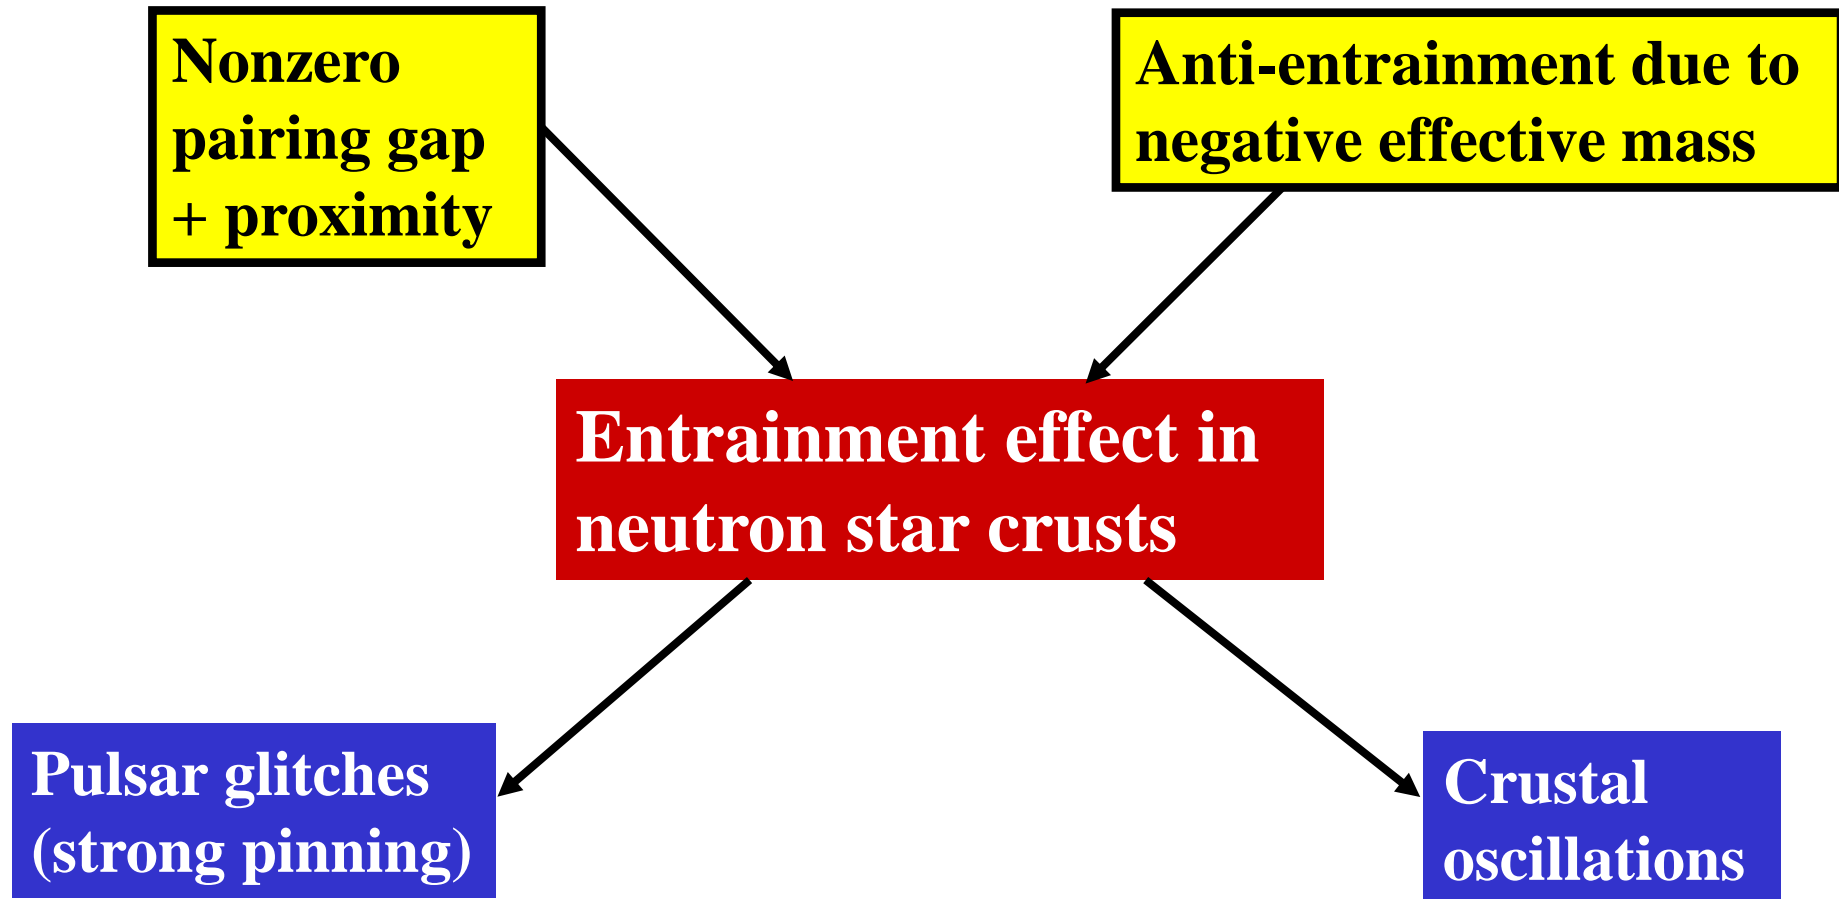 Nonzero
pairing gap
+ proximity
Anti-entrainment due to
negative effective mass
Entrainment effect in
neutron star crusts
Pulsar glitches
(strong pinning)
Crustal
oscillations